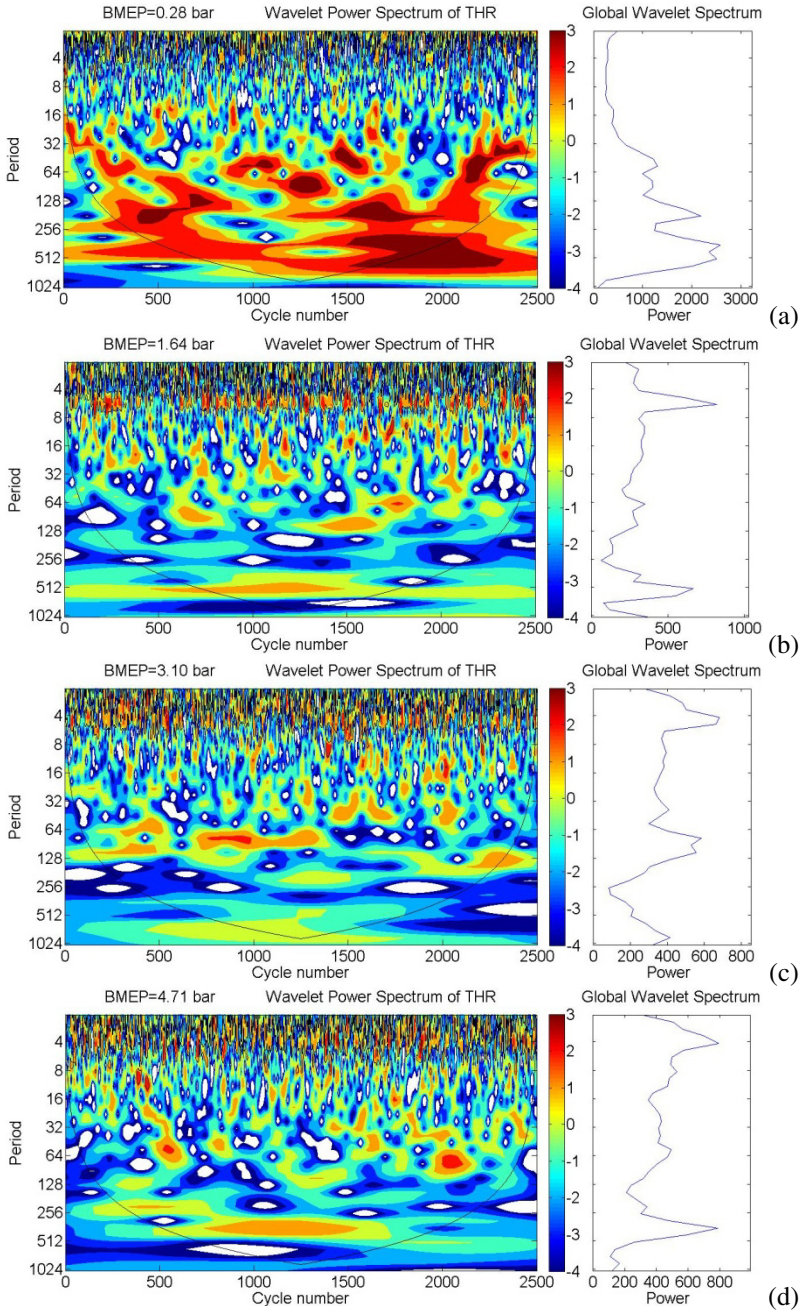 BMEP=0.28 bar Wavelet Power Spectrum of THR Global Wavelet Spectrum
Period
4
8
16
32
64
128
256
512
1024
0 500 1000 1500 2000 2500
Cycle number
3
2
1
0
-1
-2
-3
-4
0 1000 2000 3000
Power
(a)
BMEP=1.64 bar Wavelet Power Spectrum of THR Global Wavelet Spectrum
Period
4
8
16
32
64
128
256
512
1024
0 500 1000 1500 2000 2500
Cycle number
3
2
1
0
-1
-2
-3
-4
0 500 1000
Power
(b)
BMEP=3.10 bar Wavelet Power Spectrum of THR Global Wavelet Spectrum
Period
4
8
16
32
64
128
256
512
1024
0 500 1000 1500 2000 2500
Cycle number
3
2
1
0
-1
-2
-3
-4
0 200 400 600 800
Power
(c)
BMEP=4.71 bar Wavelet Power Spectrum of THR Global Wavelet Spectrum
Period
4
8
16
32
64
128
256
512
1024
0 500 1000 1500 2000 2500
Cycle number
3
2
1
0
-1
-2
-3
-4
0 200 400 600 800
Power
(d)